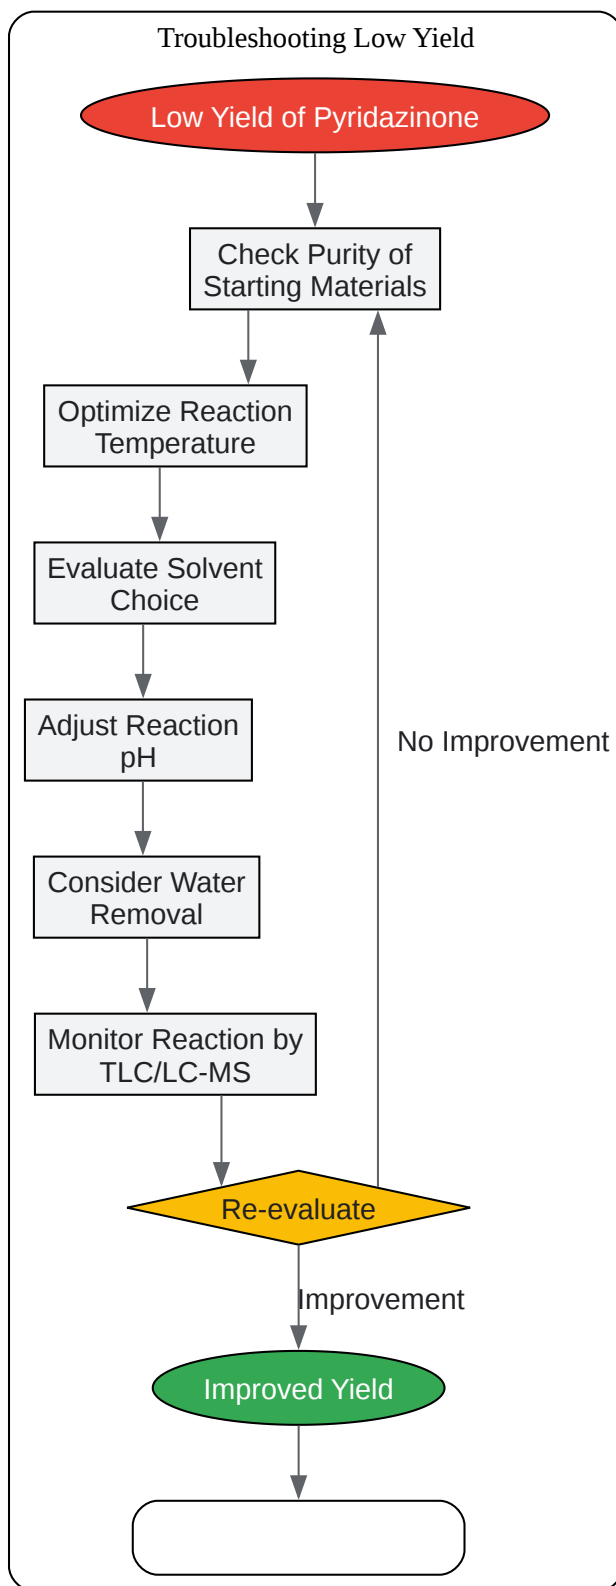 Troubleshooting Low Yield
Low Yield of Pyridazinone
Check Purity of
Starting Materials
Optimize Reaction
Temperature
Evaluate Solvent
Choice
Adjust Reaction
pH
No Improvement
Consider Water
Removal
Monitor Reaction by
TLC/LC-MS
Re-evaluate
Improvement
Improved Yield